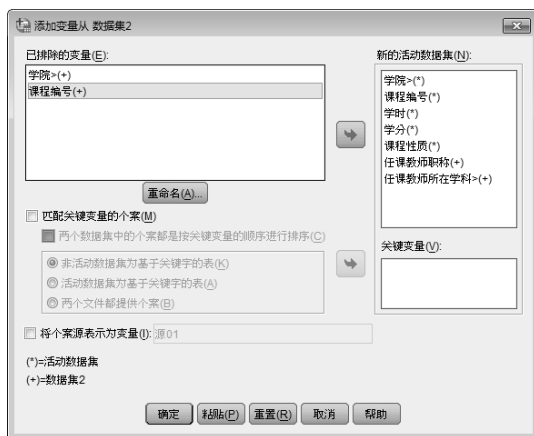 添加变量从 数据集2
已排除的变量(E):
学院>(+)
课程编号(+)
新的活动数据集(N):
学院>(*)
课程编号(*)
学时(*)
学分(*)
课程性质(*)
任课教师职称(+)
任课教师所在学科>(+)
重命名(A)...
匹配关键变量的个案(M)
两个数据集中的个案都是按关键变量的顺序进行排序(C)
非活动数据集为基于关键字的表(K)
活动数据集为基于关键字的表(A)
两个文件都提供个案(B)
关键变量(V):
将个案源表示为变量(I): 源01
(*)=活动数据集
(+)=数据集2
确定 粘贴(P) 重置(R) 取消 帮助